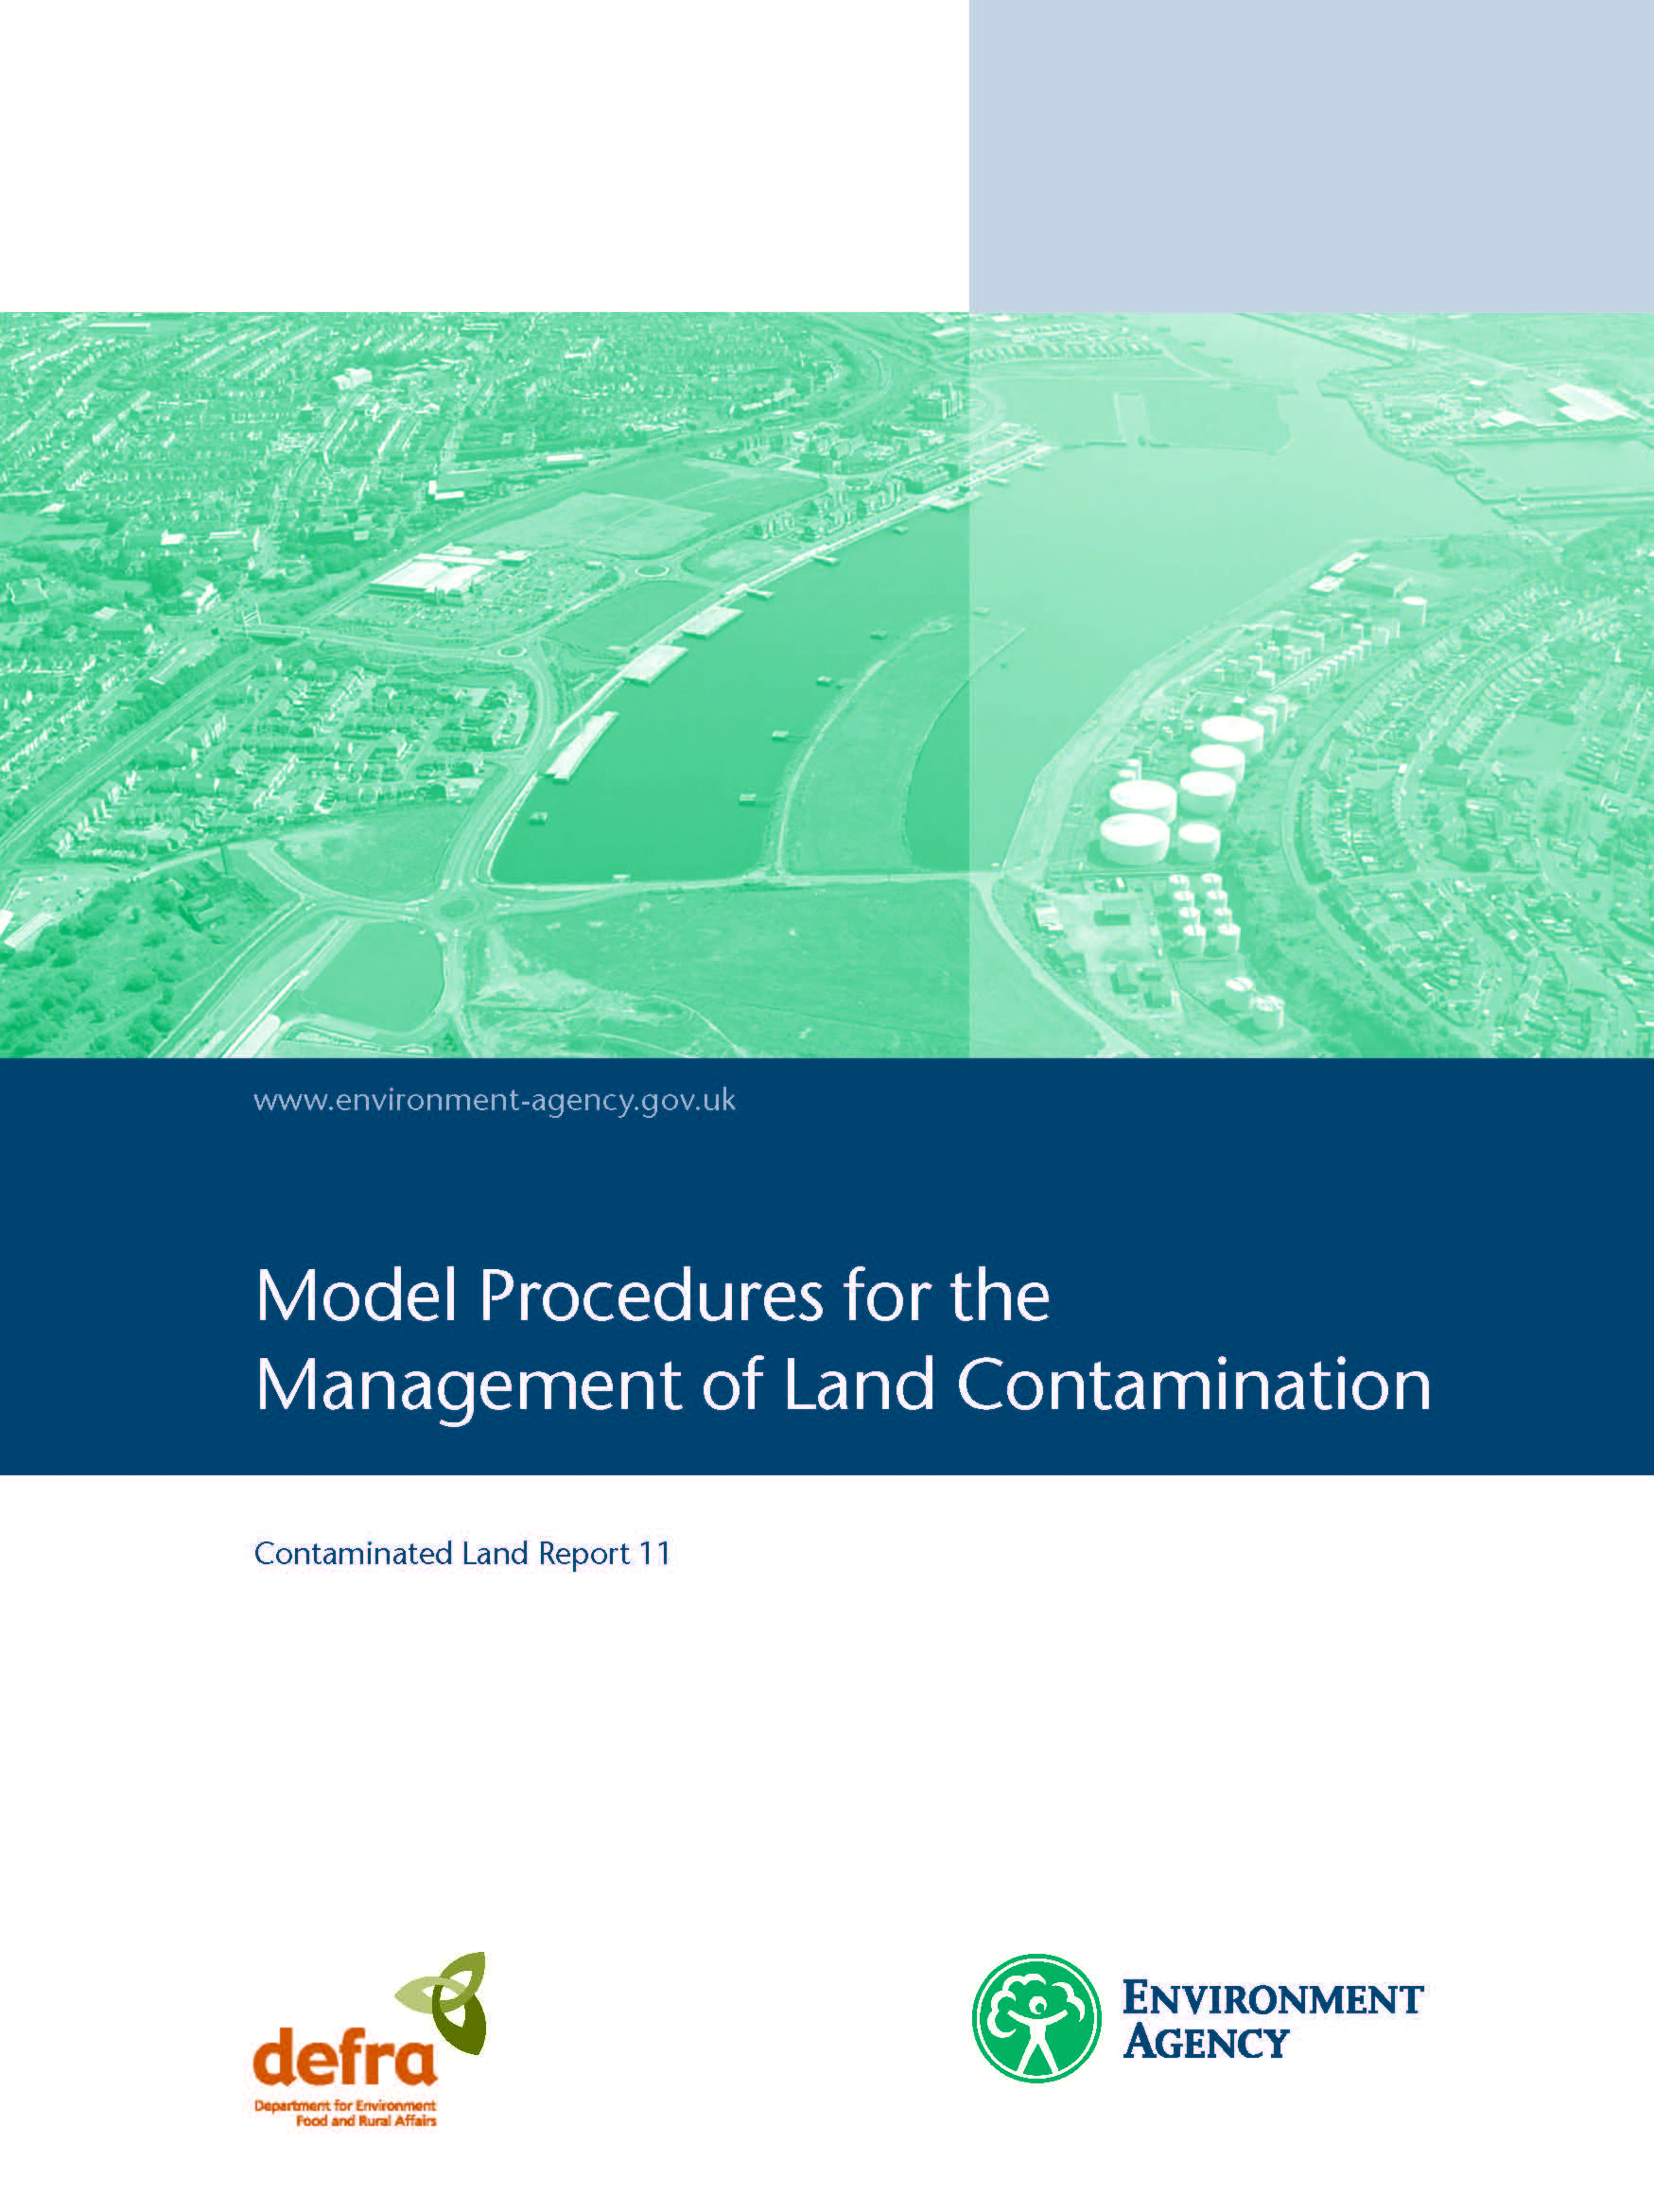 www.environment-agency.gov.uk
Model Procedures for the
Management of Land Contamination
Contaminated Land Report 11
defra
Department for Environment
Food and Rural Affairs
ENVIRONMENT
AGENCY